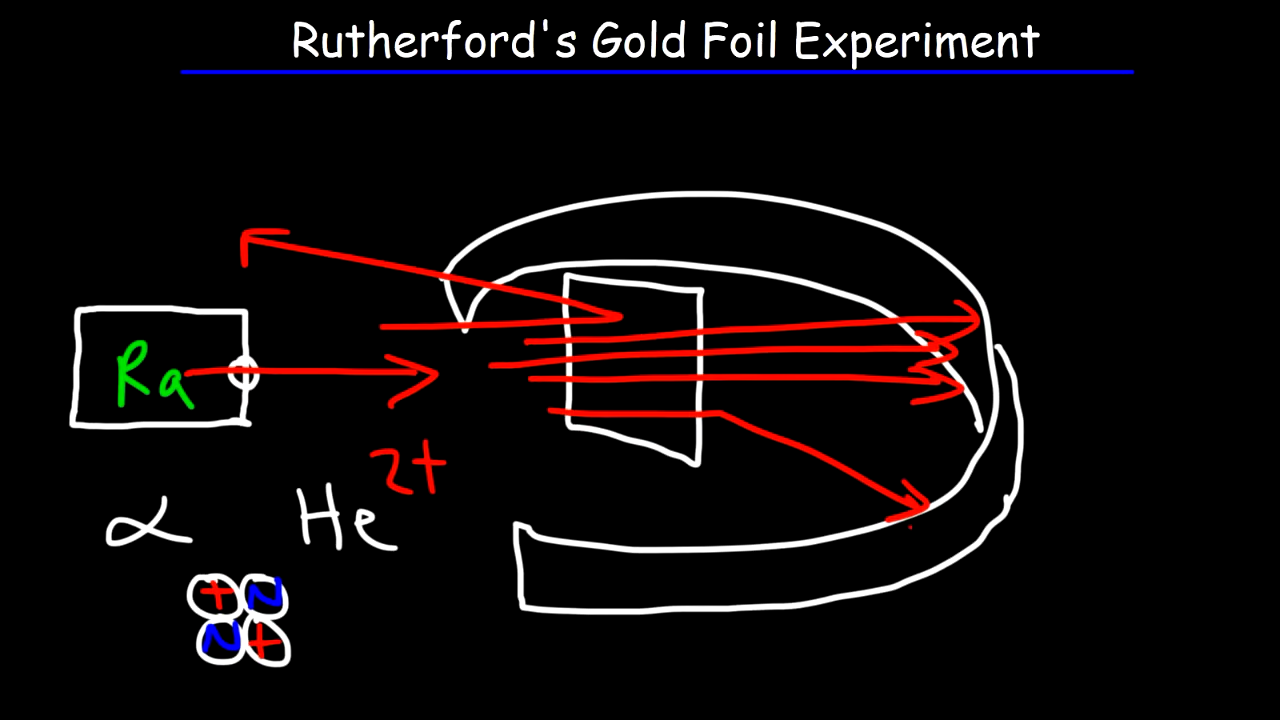 Rutherford's Gold Foil Experiment
Ra
α He²⁺
+ N
N +